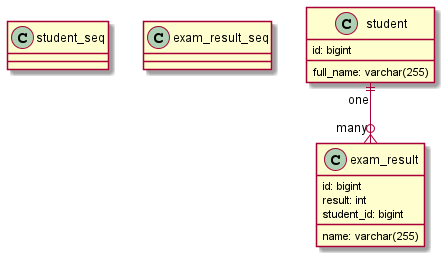 C student_seq
C exam_result_seq
C student
id: bigint
full_name: varchar(255)
one
many
C exam_result
id: bigint
result: int
student_id: bigint
name: varchar(255)